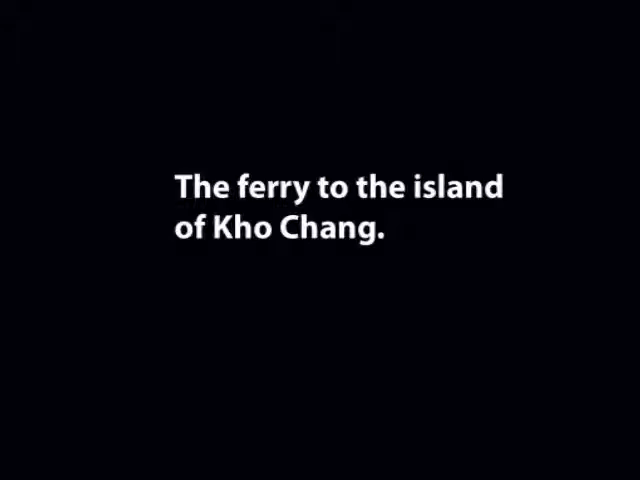 The ferry to the island
of Kho Chang.